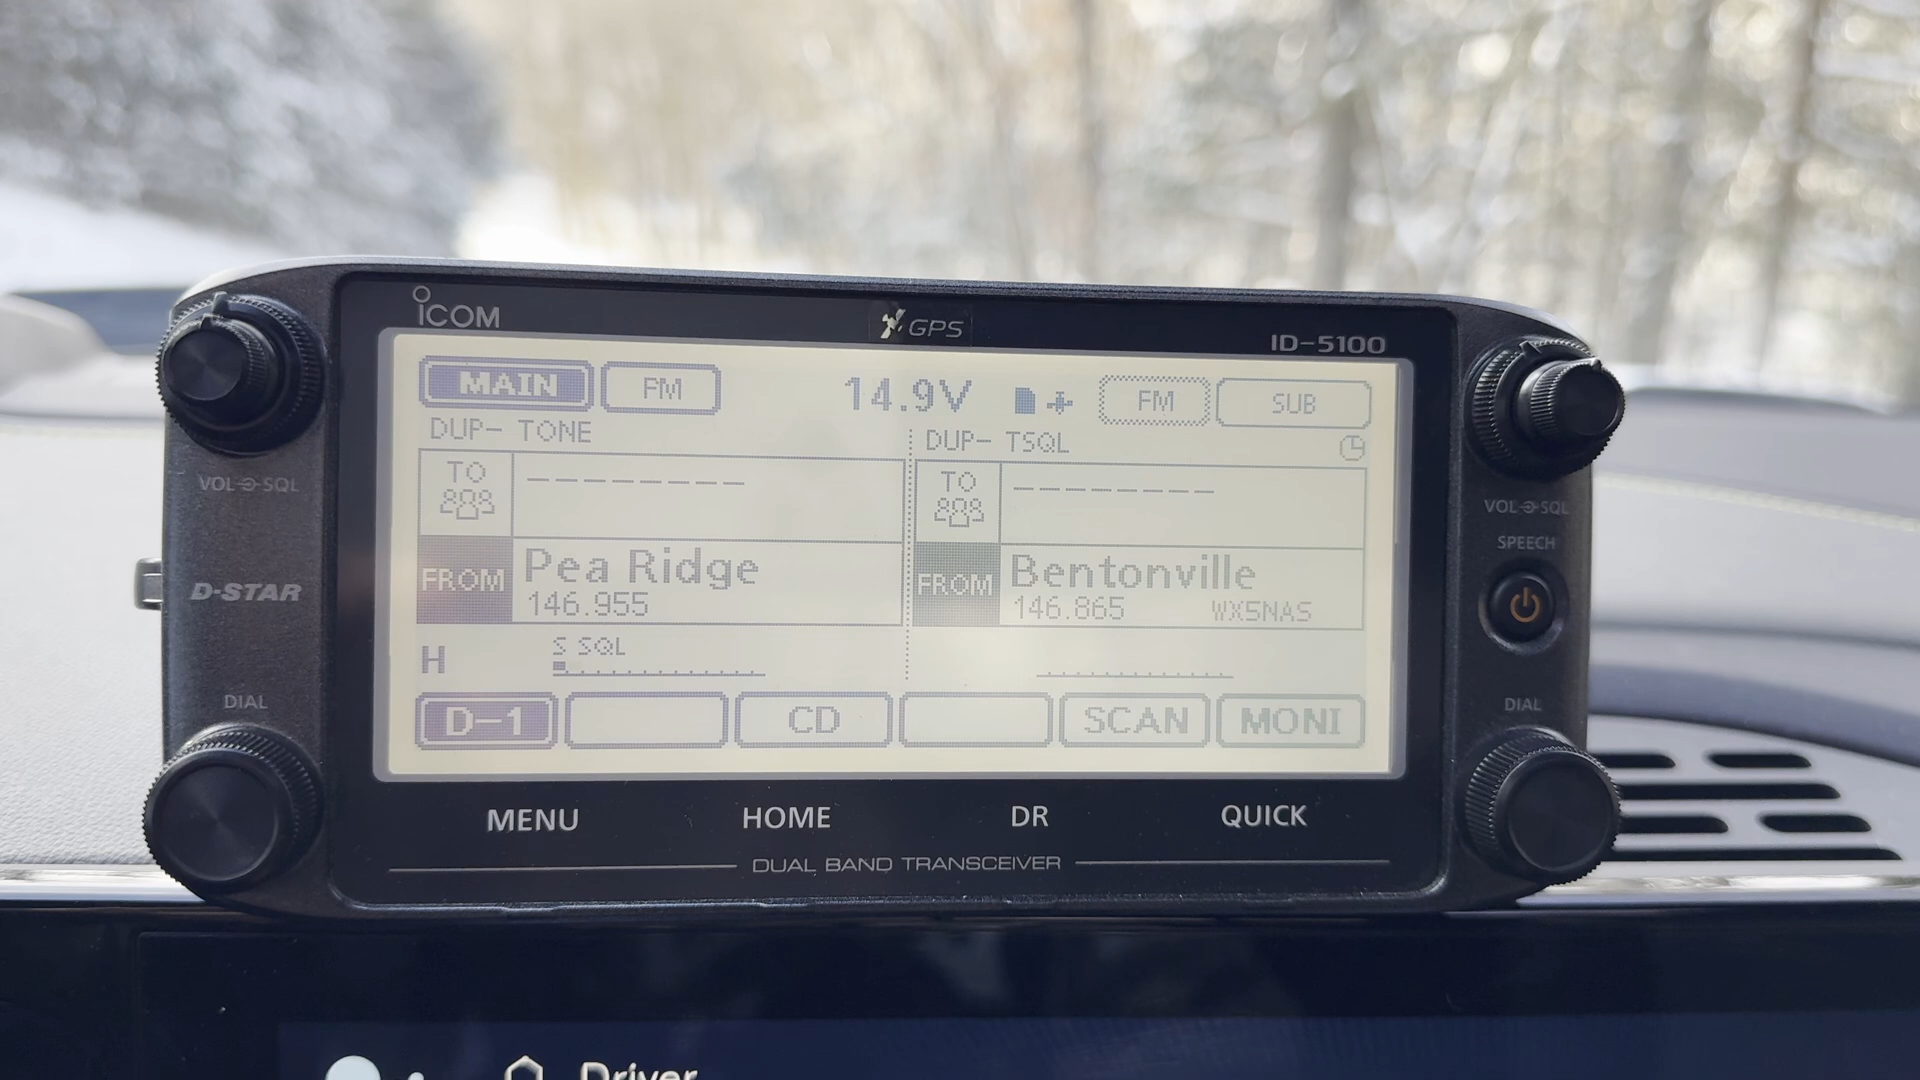 ICOM
GPS
ID-5100
MAIN FM 14.9V FM SUB
DUP- TONE
DUP- TSQL
TO --------
TO --------
FROM Pea Ridge
146.955
FROM Bentonville
146.865 WX5NAS
H S SQL
D-1 CD SCAN MONI
MENU HOME DR QUICK
DUAL BAND TRANSCEIVER
VOL SQL
D-STAR
DIAL
VOL SQL
SPEECH
DIAL
Driver